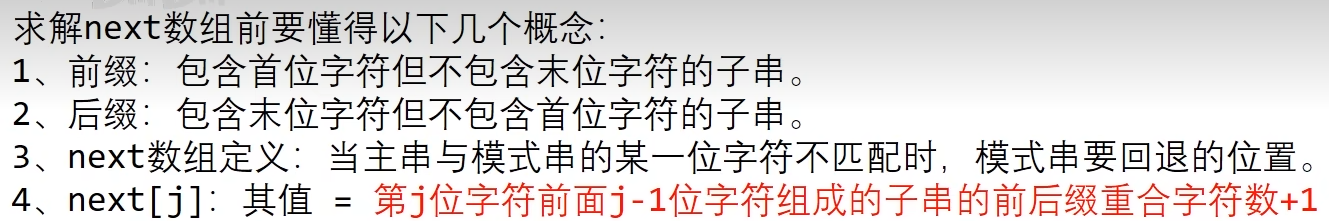 求解next数组前要懂得以下几个概念：
1、前缀：包含首位字符但不包含末位字符的子串。
2、后缀：包含末位字符但不包含首位字符的子串。
3、next数组定义：当主串与模式串的某一位字符不匹配时，模式串要回退的位置。
4、next[j]：其值 = 第j位字符前面j-1位字符组成的子串的前后缀重合字符数+1